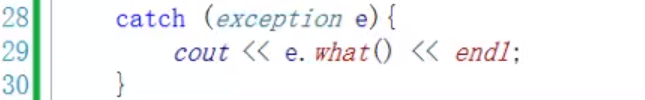 28 catch (exception e){
29 cout << e.what() << endl;
30 }